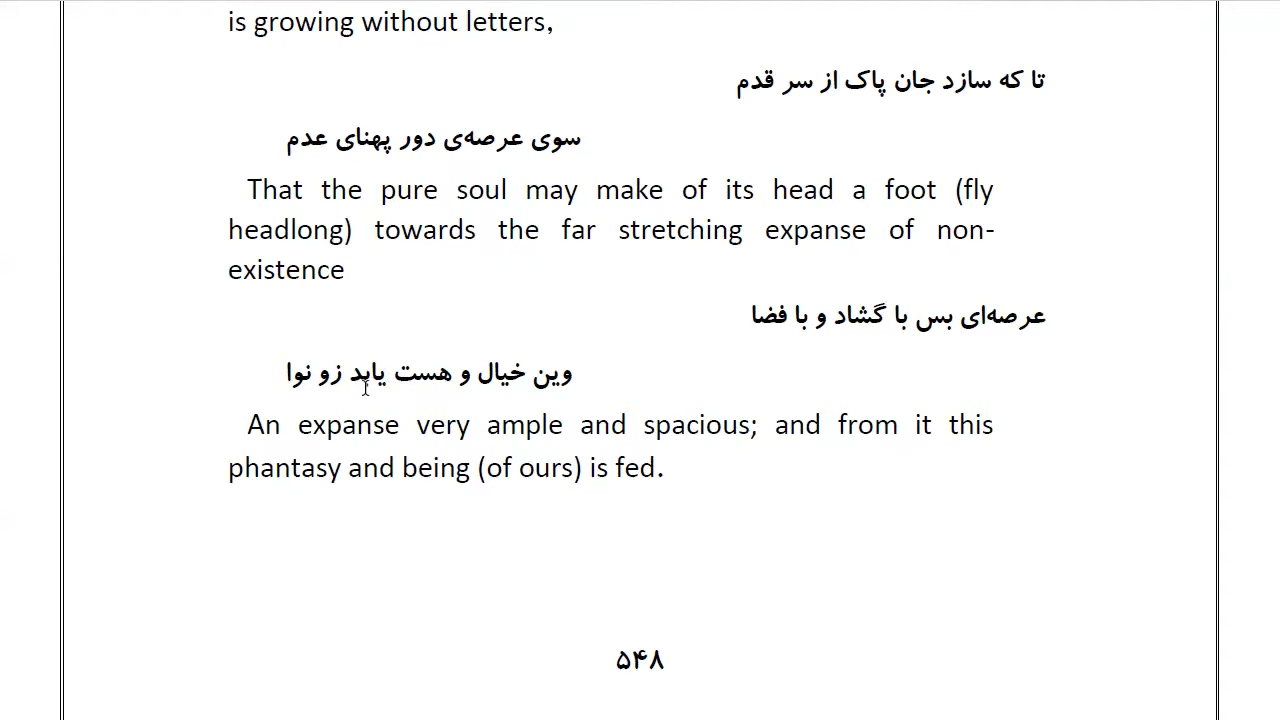 is growing without letters,
تا که سازد جان پاک از سر قدم
سوی عرصه‌ی دور پهنای عدم
That the pure soul may make of its head a foot (fly
headlong) towards the far stretching expanse of non-
existence
عرصه‌ای بس با گشاد و با فضا
وین خیال و هست یابد زو نوا
An expanse very ample and spacious; and from it this
phantasy and being (of ours) is fed.
۵۴۸